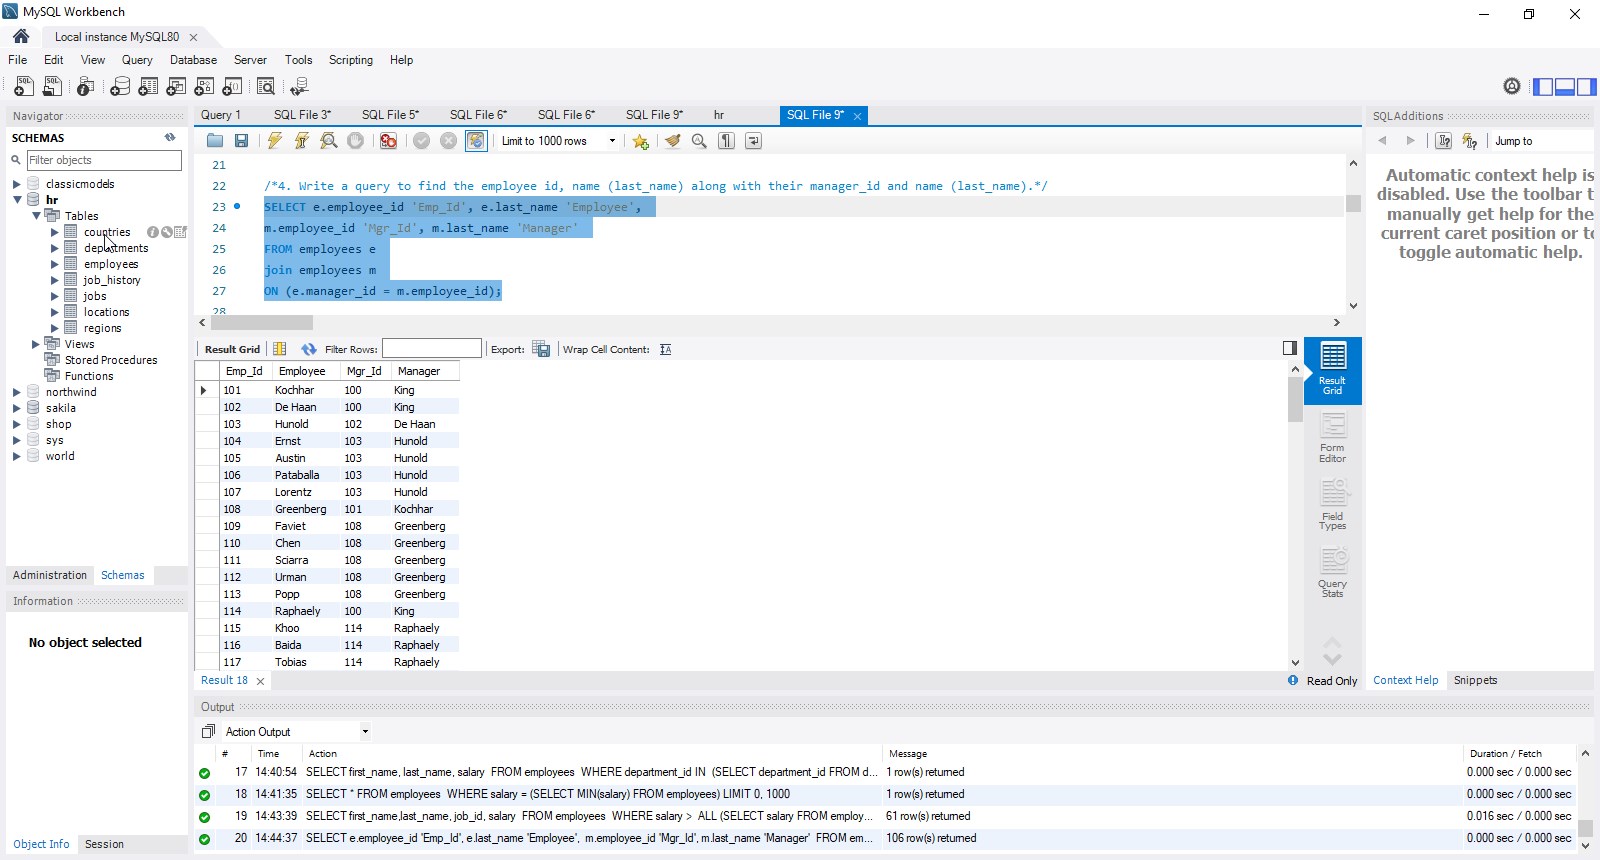 MySQL Workbench
Local instance MySQL80
File Edit View Query Database Server Tools Scripting Help
Navigator
SCHEMAS
Filter objects
classicmodels
hr
Tables
countries
departments
employees
job_history
jobs
locations
regions
Views
Stored Procedures
Functions
northwind
sakila
shop
sys
world
Administration Schemas
Information
No object selected
Object Info Session
Query 1 SQL File 3* SQL File 5* SQL File 6* SQL File 6* SQL File 9* hr SQL File 9*
Limit to 1000 rows
21
22 /*4. Write a query to find the employee id, name (last_name) along with their manager_id and name (last_name).*/
23 SELECT e.employee_id 'Emp_Id', e.last_name 'Employee',
24 m.employee_id 'Mgr_Id', m.last_name 'Manager'
25 FROM employees e
26 join employees m
27 ON (e.manager_id = m.employee_id);
28
Result Grid Filter Rows: Export: Wrap Cell Content:
Emp_Id Employee Mgr_Id Manager
101 Kochhar 100 King
102 De Haan 100 King
103 Hunold 102 De Haan
104 Ernst 103 Hunold
105 Austin 103 Hunold
106 Pataballa 103 Hunold
107 Lorentz 103 Hunold
108 Greenberg 101 Kochhar
109 Faviet 108 Greenberg
110 Chen 108 Greenberg
111 Sciarra 108 Greenberg
112 Urman 108 Greenberg
113 Popp 108 Greenberg
114 Raphaely 100 King
115 Khoo 114 Raphaely
116 Baida 114 Raphaely
117 Tobias 114 Raphaely
Result Grid
Form Editor
Field Types
Query Stats
Result 18
Read Only
SQLAdditions
Jump to
Automatic context help is
disabled. Use the toolbar t
manually get help for the
current caret position or to
toggle automatic help.
Context Help Snippets
Output
Action Output
# Time Action Message Duration / Fetch
17 14:40:54 SELECT first_name, last_name, salary FROM employees WHERE department_id IN (SELECT department_id FROM d... 1 row(s) returned 0.000 sec / 0.000 sec
18 14:41:35 SELECT * FROM employees WHERE salary = (SELECT MIN(salary) FROM employees) LIMIT 0, 1000 1 row(s) returned 0.000 sec / 0.000 sec
19 14:43:39 SELECT first_name,last_name, job_id, salary FROM employees WHERE salary > ALL (SELECT salary FROM employ... 61 row(s) returned 0.016 sec / 0.000 sec
20 14:44:37 SELECT e.employee_id 'Emp_Id', e.last_name 'Employee', m.employee_id 'Mgr_Id', m.last_name 'Manager' FROM em... 106 row(s) returned 0.000 sec / 0.000 sec